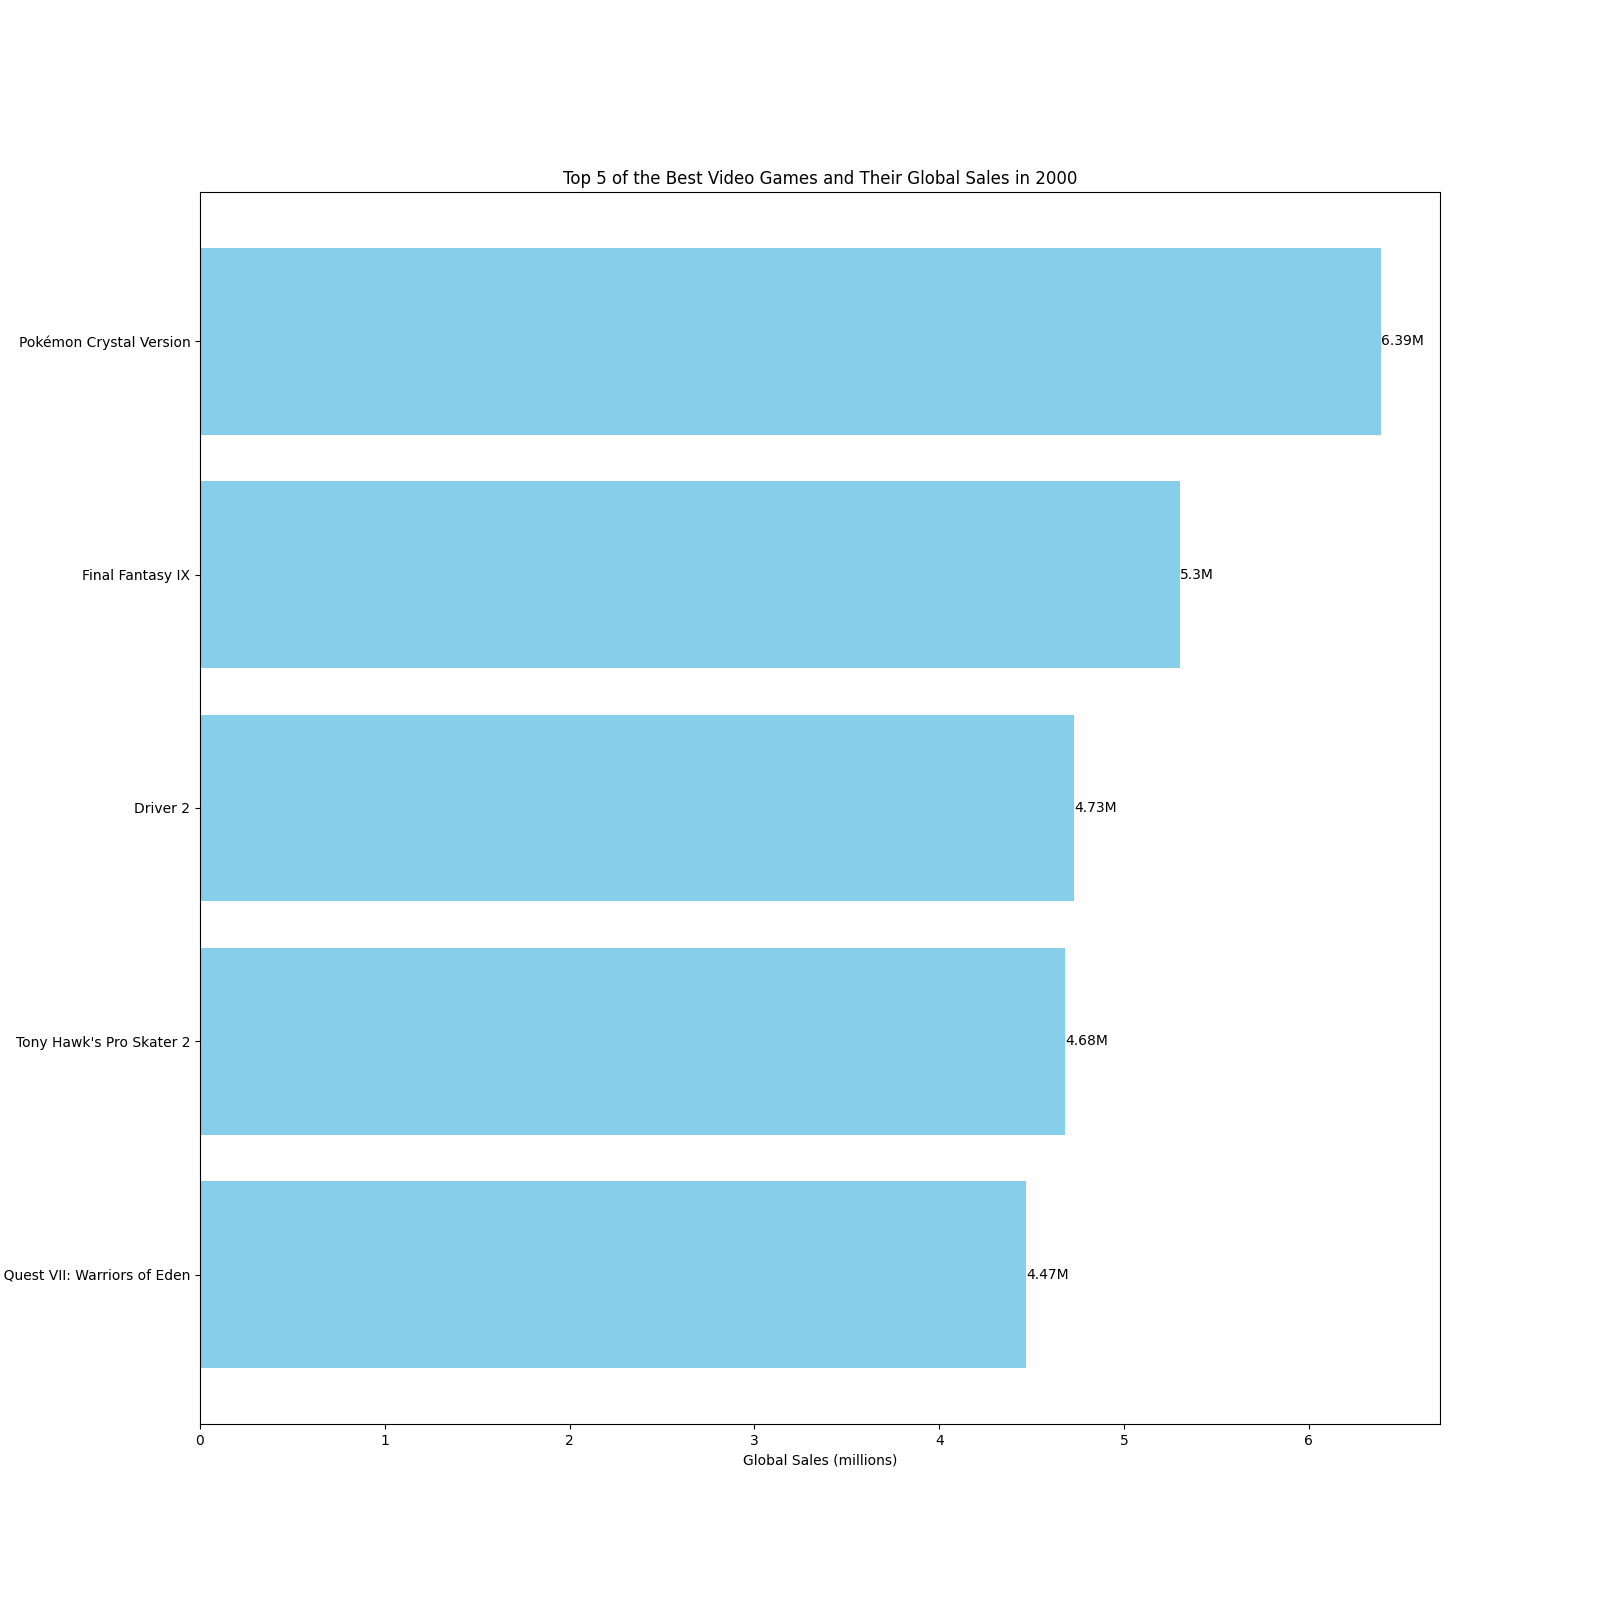 Top 5 of the Best Video Games and Their Global Sales in 2000
Pokémon Crystal Version
6.39M
Final Fantasy IX
5.3M
Driver 2
4.73M
Tony Hawk's Pro Skater 2
4.68M
Quest VII: Warriors of Eden
4.47M
0 1 2 3 4 5 6
Global Sales (millions)